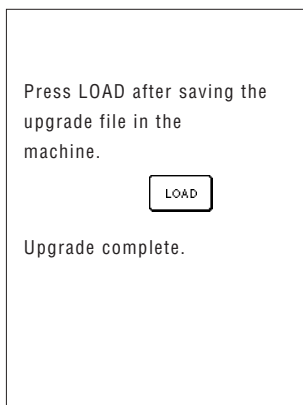 Press LOAD after saving the
upgrade file in the
machine.
LOAD
Upgrade complete.